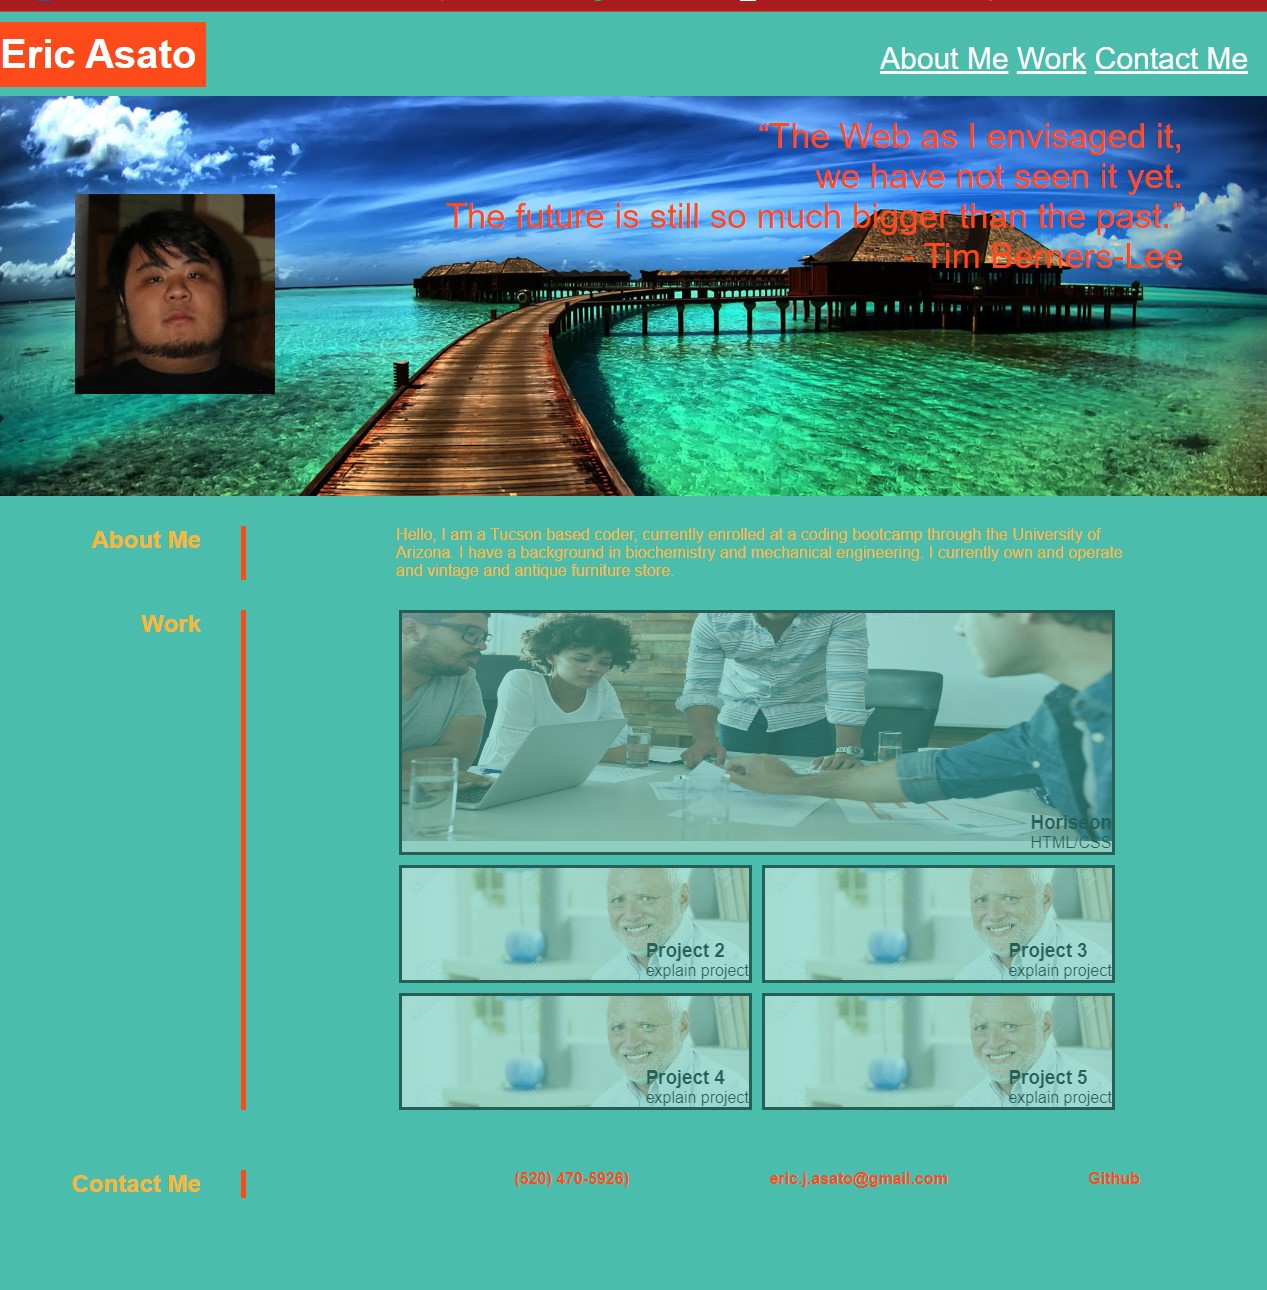 Eric Asato
About Me Work Contact Me
“The Web as I envisaged it,
we have not seen it yet.
The future is still so much bigger than the past.”
- Tim Berners-Lee
About Me
Hello, I am a Tucson based coder, currently enrolled at a coding bootcamp through the University of
Arizona. I have a background in biochemistry and mechanical engineering. I currently own and operate
and vintage and antique furniture store.
Work
Horiseon
HTML/CSS
Project 2
explain project
Project 3
explain project
Project 4
explain project
Project 5
explain project
Contact Me
(520) 470-5926)
eric.j.asato@gmail.com
Github